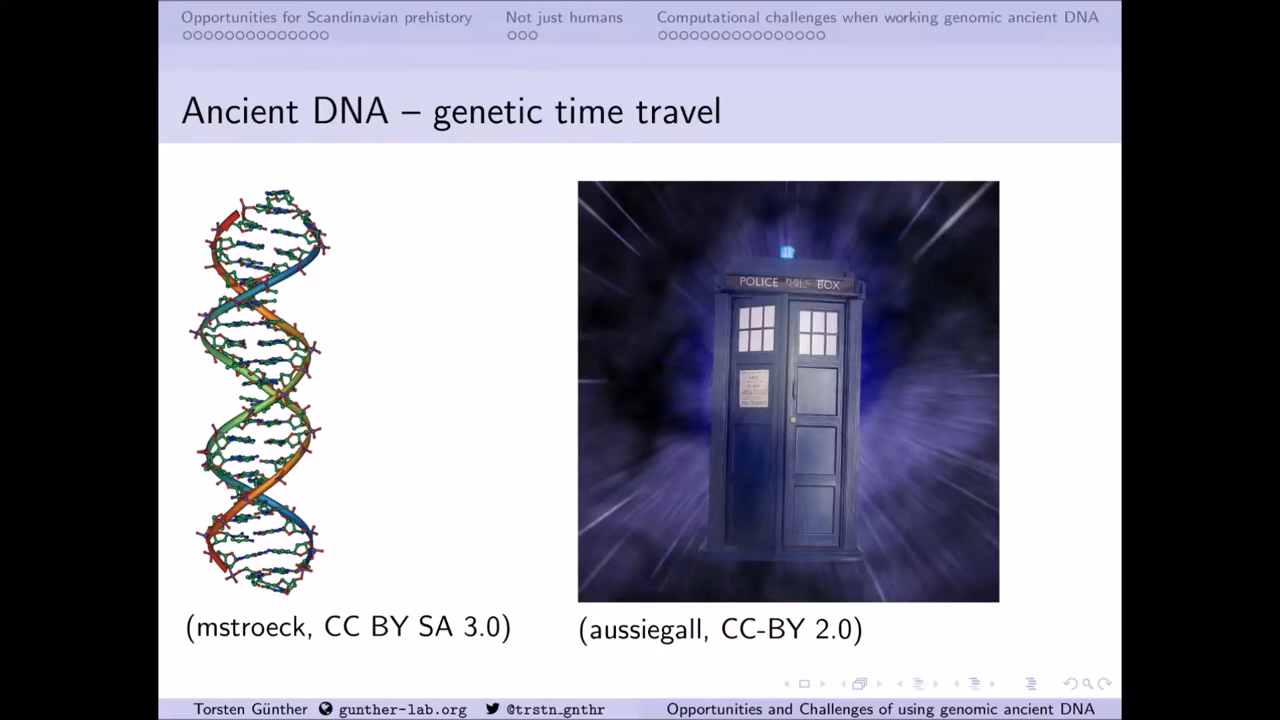 Opportunities for Scandinavian prehistory Not just humans Computational challenges when working genomic ancient DNA
Ancient DNA – genetic time travel
POLICE BOX
(mstroeck, CC BY SA 3.0)
(aussiegall, CC-BY 2.0)
Torsten Günther gunther-lab.org @trstn_gnthr Opportunities and Challenges of using genomic ancient DNA